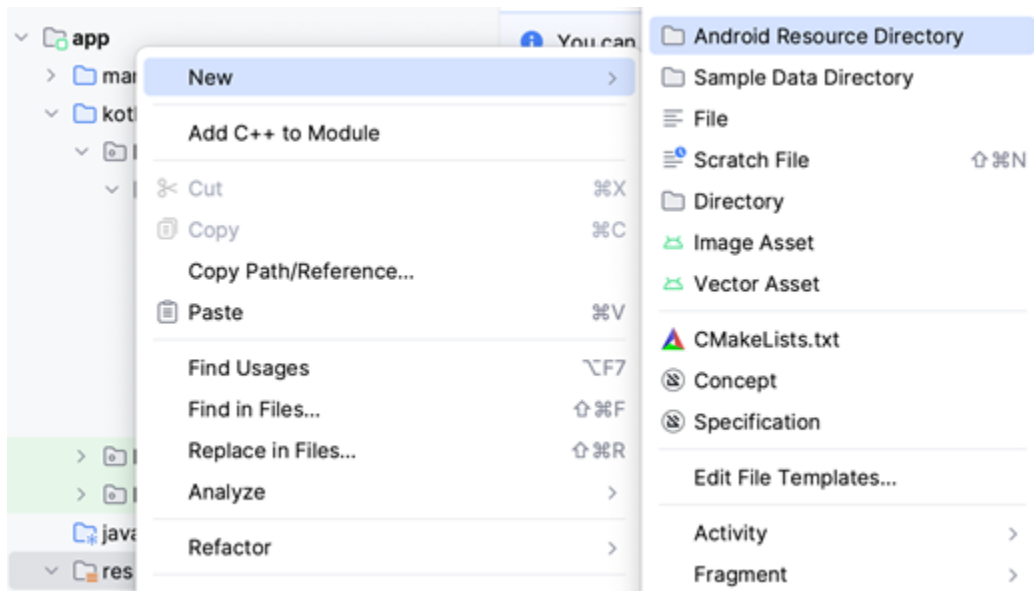 app
You can
New
Add C++ to Module
Cut ⌘X
Copy ⌘C
Copy Path/Reference...
Paste ⌘V
Find Usages ⌥F7
Find in Files... ⇧⌘F
Replace in Files... ⇧⌘R
Analyze
Refactor
java
res
Android Resource Directory
Sample Data Directory
File
Scratch File ⇧⌘N
Directory
Image Asset
Vector Asset
CMakeLists.txt
Concept
Specification
Edit File Templates...
Activity
Fragment